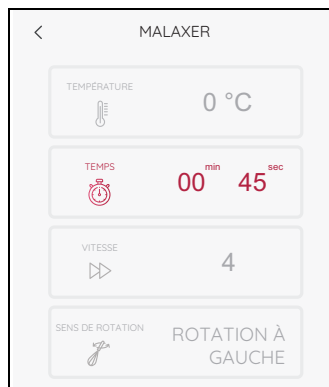 MALAXER
TEMPÉRATURE
0 °C
TEMPS
00 min 45 sec
VITESSE
4
SENS DE ROTATION
ROTATION À
GAUCHE